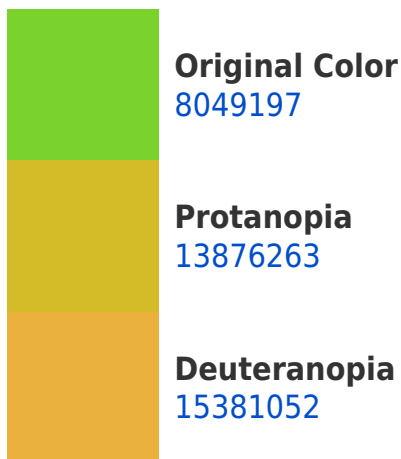 Original Color
8049197
Protanopia
13876263
Deuteranopia
15381052